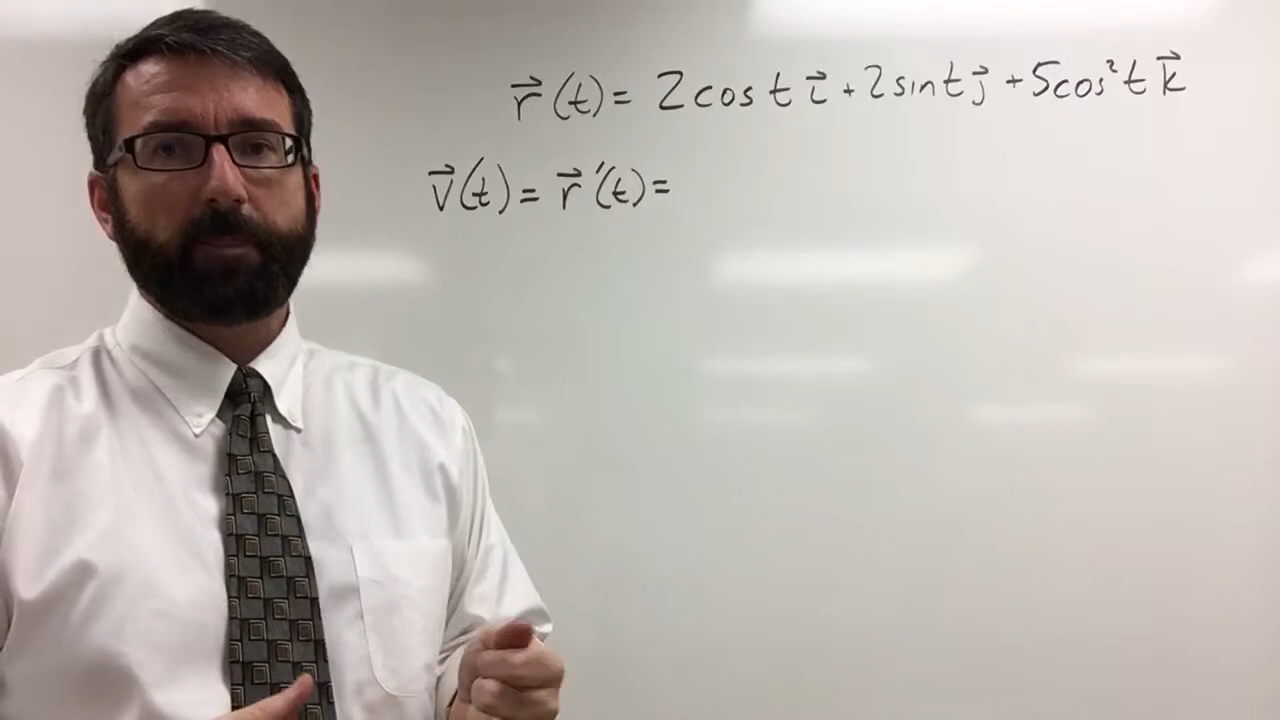 r⃗(t) = 2cos t i⃗ + 2sin t j⃗ + 5cos² t k⃗
v⃗(t) = r⃗'(t) =